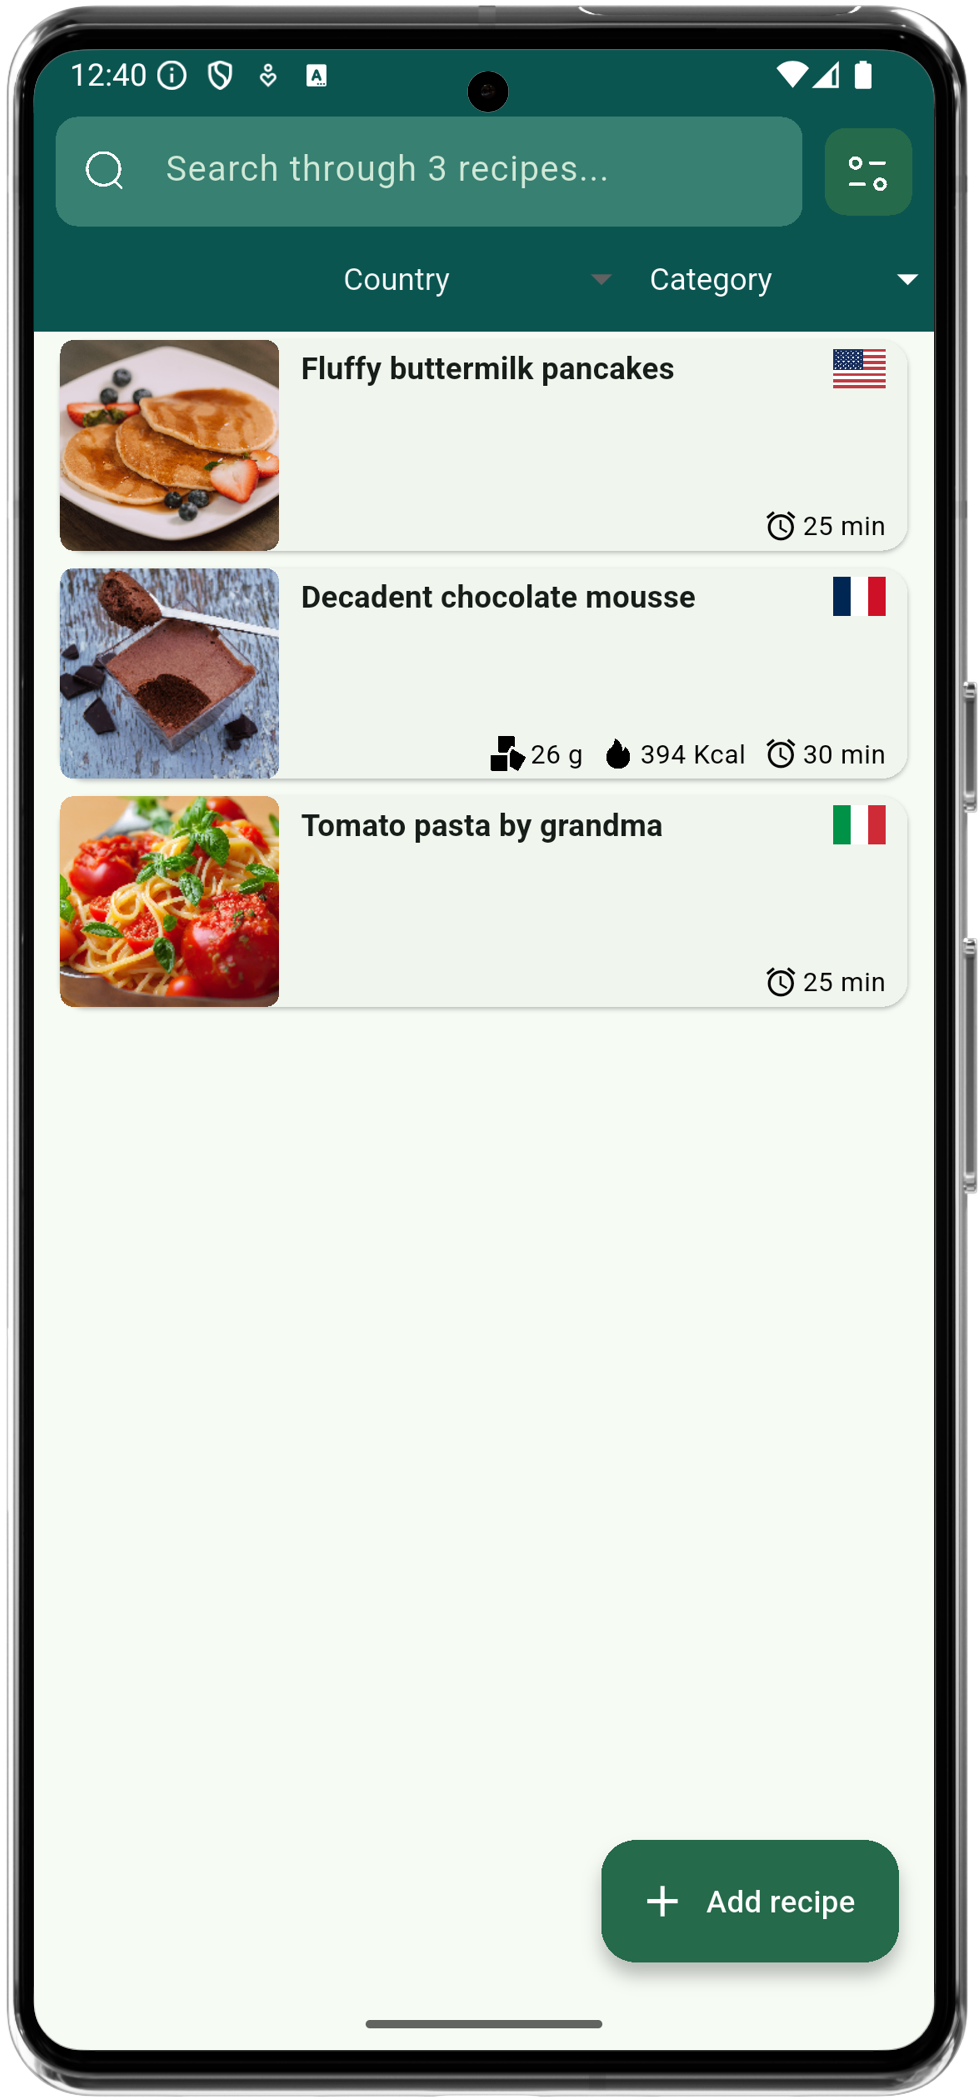 12:40
Search through 3 recipes...
Country Category
Fluffy buttermilk pancakes
25 min
Decadent chocolate mousse
26 g 394 Kcal 30 min
Tomato pasta by grandma
25 min
Add recipe